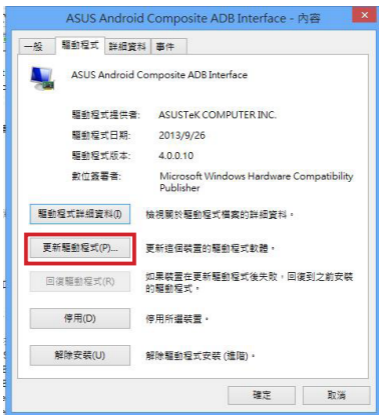 ASUS Android Composite ADB Interface - 內容
一般 驅動程式 詳細資料 事件
ASUS Android Composite ADB Interface
驅動程式提供者: ASUSTeK COMPUTER INC.
驅動程式日期: 2013/9/26
驅動程式版本: 4.0.0.10
數位簽署者: Microsoft Windows Hardware Compatibility
Publisher
驅動程式詳細資料(I) 檢視關於驅動程式檔案的詳細資料。
更新驅動程式(P)... 更新這個裝置的驅動程式軟體。
回復驅動程式(R) 如果裝置在更新驅動程式後失敗，回復到之前安裝
的驅動程式。
停用(D) 停用所選裝置。
解除安裝(U) 解除驅動程式安裝 (進階)。
確定 取消